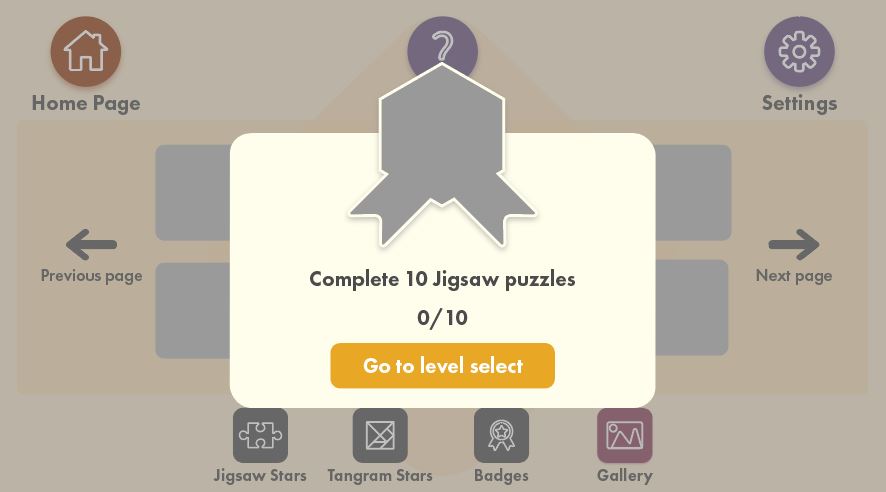 Home Page
?
Settings
Previous page
Next page
Complete 10 Jigsaw puzzles
0/10
Go to level select
Jigsaw Stars
Tangram Stars
Badges
Gallery